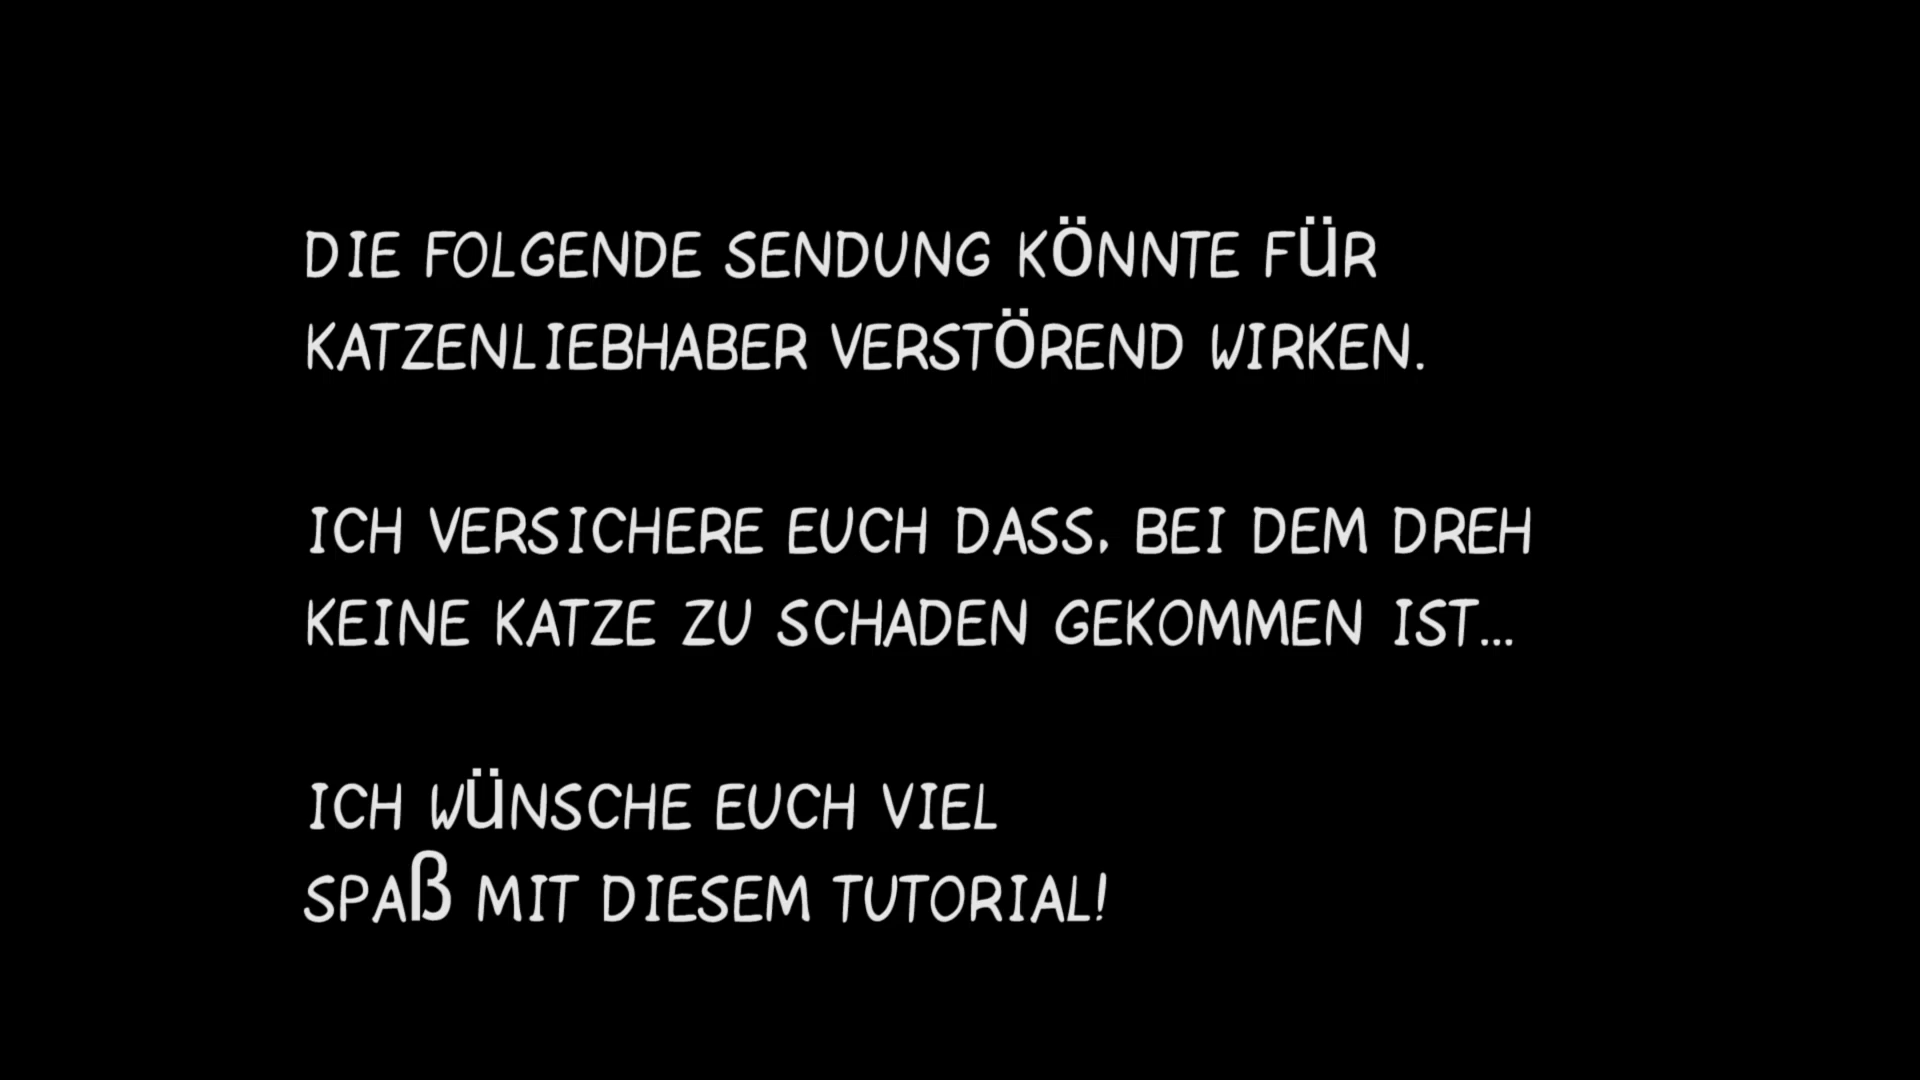 DIE FOLGENDE SENDUNG KÖNNTE FÜR
KATZENLIEBHABER VERSTÖREND WIRKEN.
ICH VERSICHERE EUCH DASS, BEI DEM DREH
KEINE KATZE ZU SCHADEN GEKOMMEN IST...
ICH WÜNSCHE EUCH VIEL
SPAß MIT DIESEM TUTORIAL!